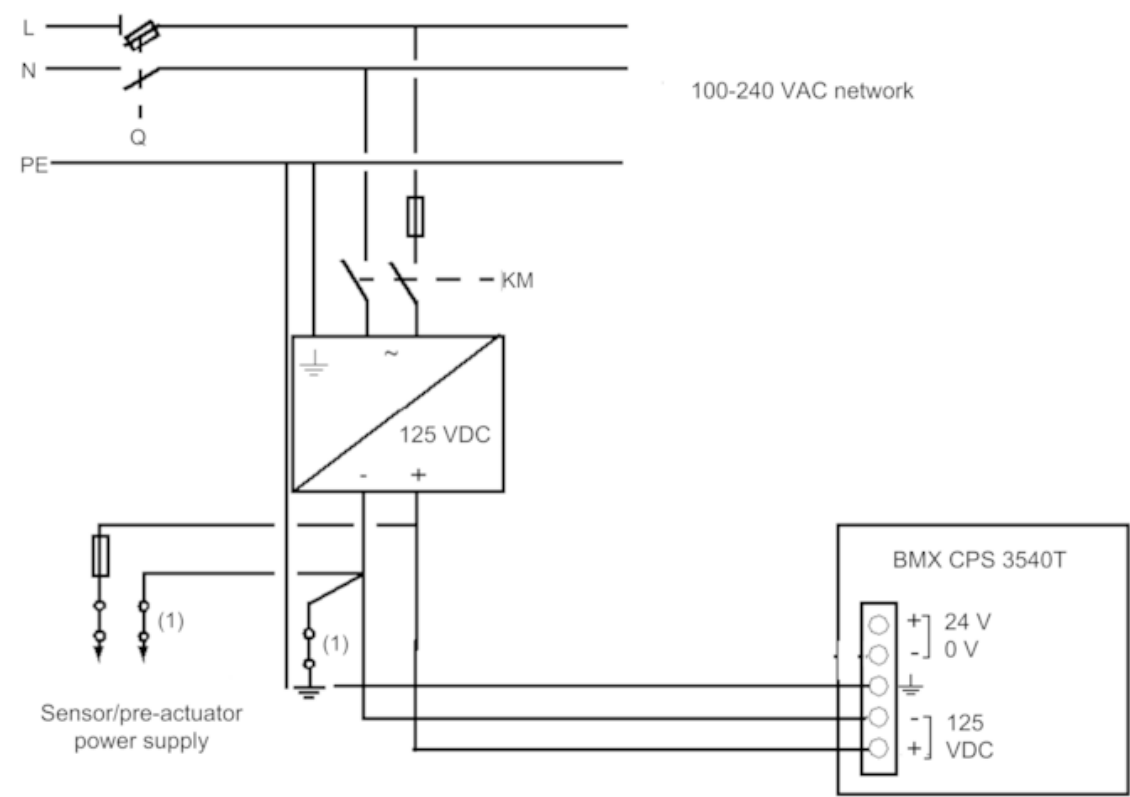 L
N
100-240 VAC network
Q
PE
KM
~
125 VDC
- +
BMX CPS 3540T
+ 24 V
- 0 V
(1)
(1)
- 125
+ VDC
Sensor/pre-actuator
power supply